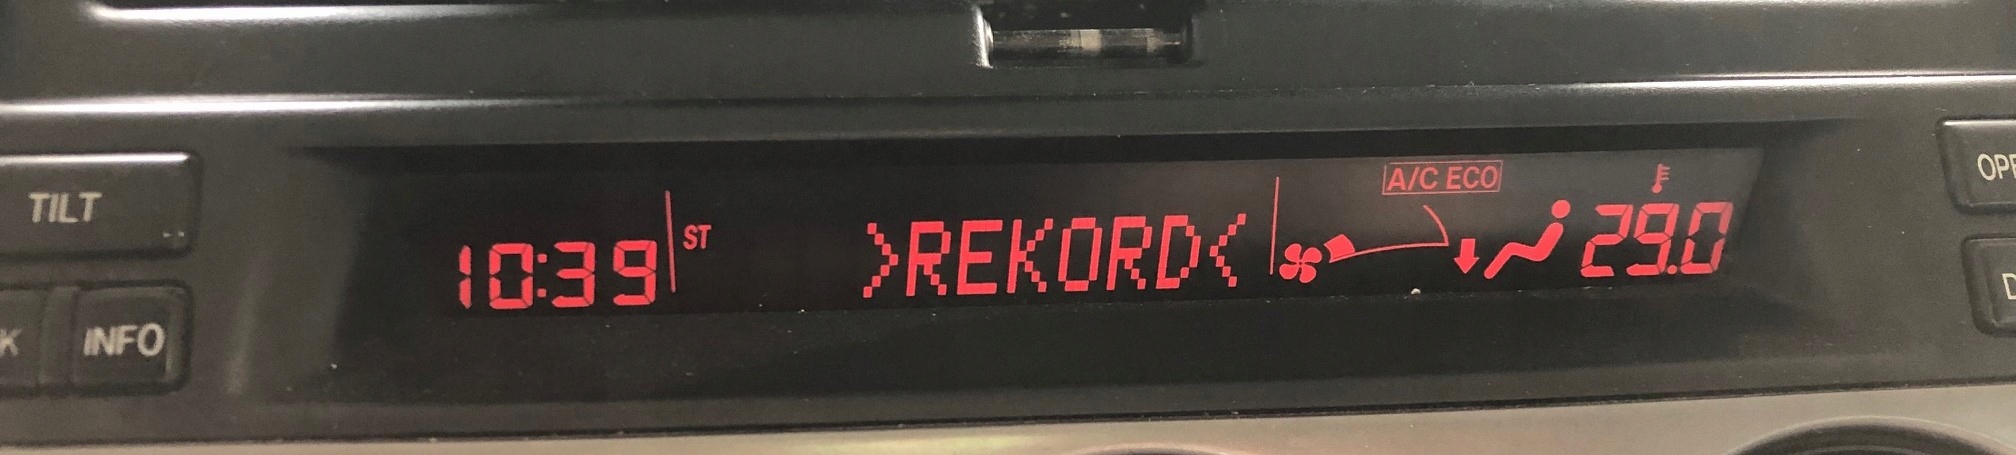 A/C ECO
TILT
10:39 ST >REKORD< 29.0
INFO